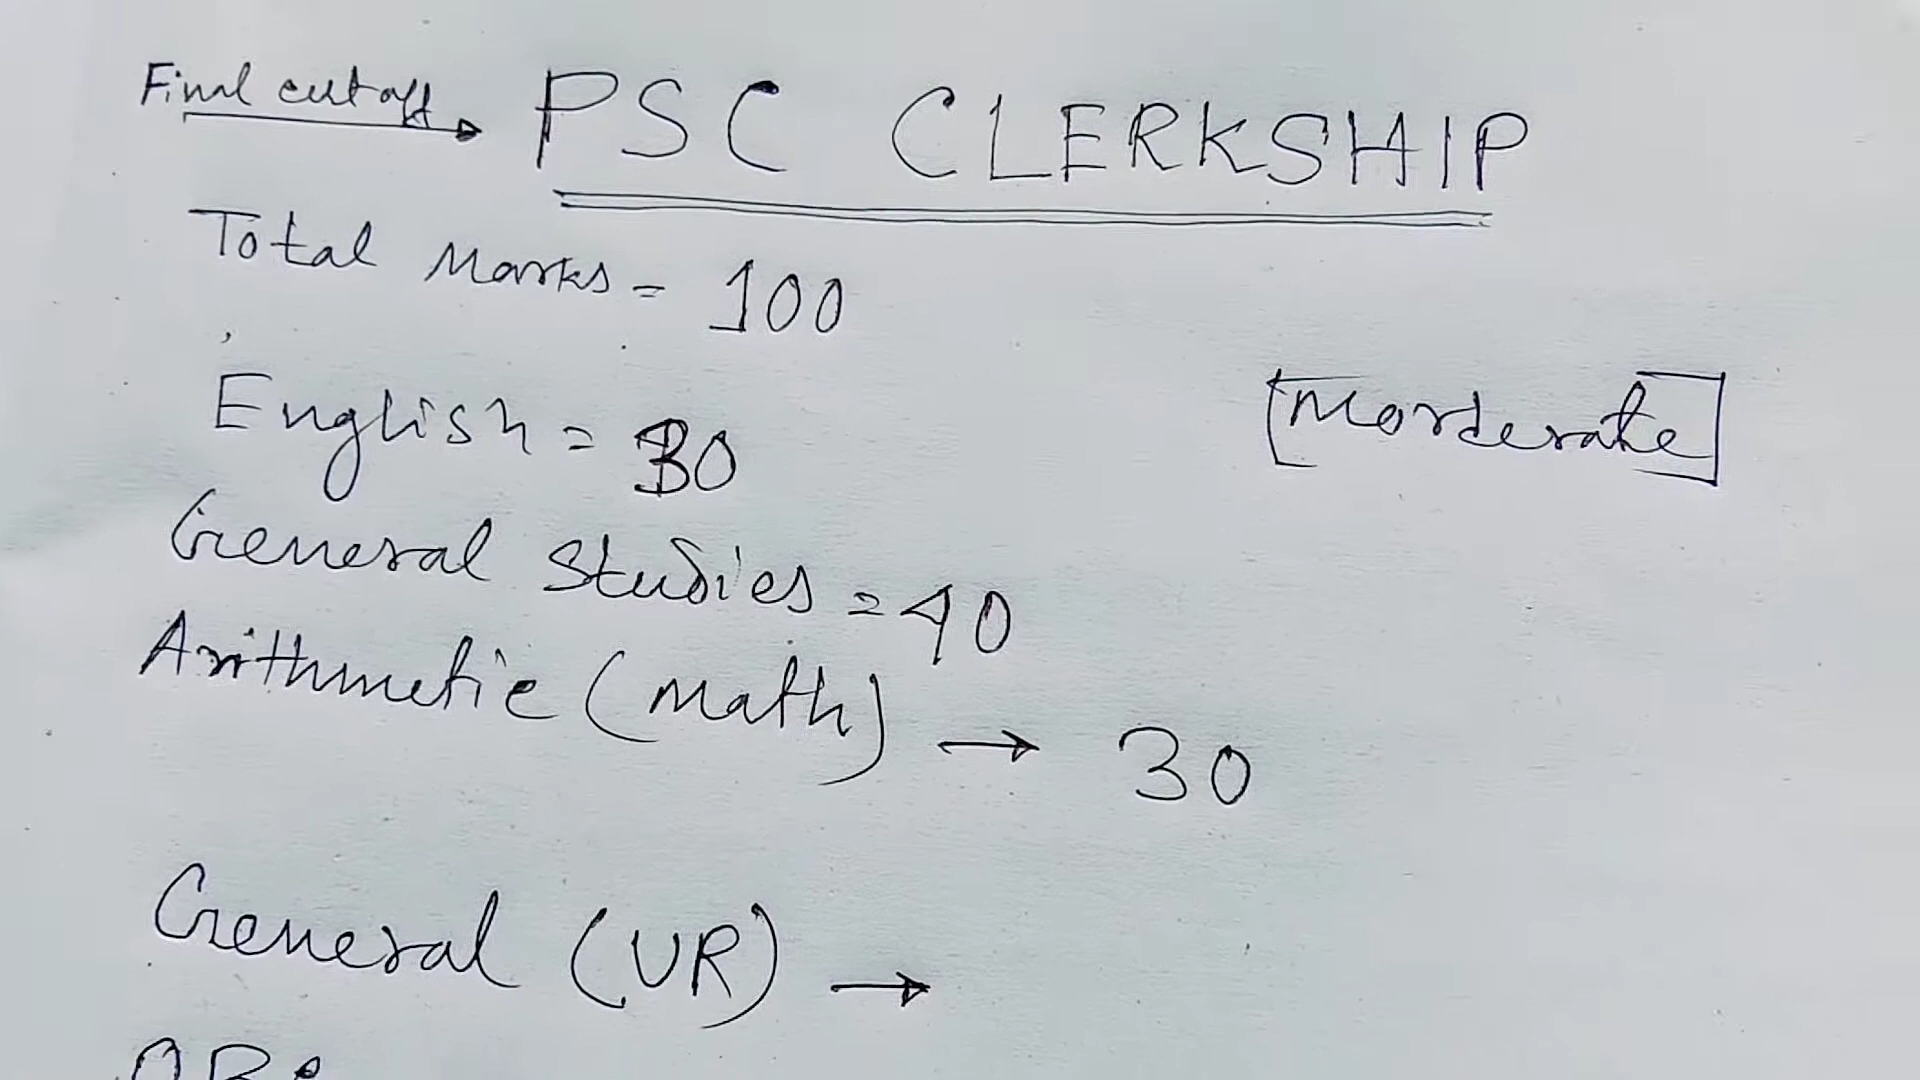 Final cutoff → PSC CLERKSHIP
Total Marks = 100
English = 30
[Morderate]
General Studies = 40
Arithmetic (Math) → 30
General (UR) →